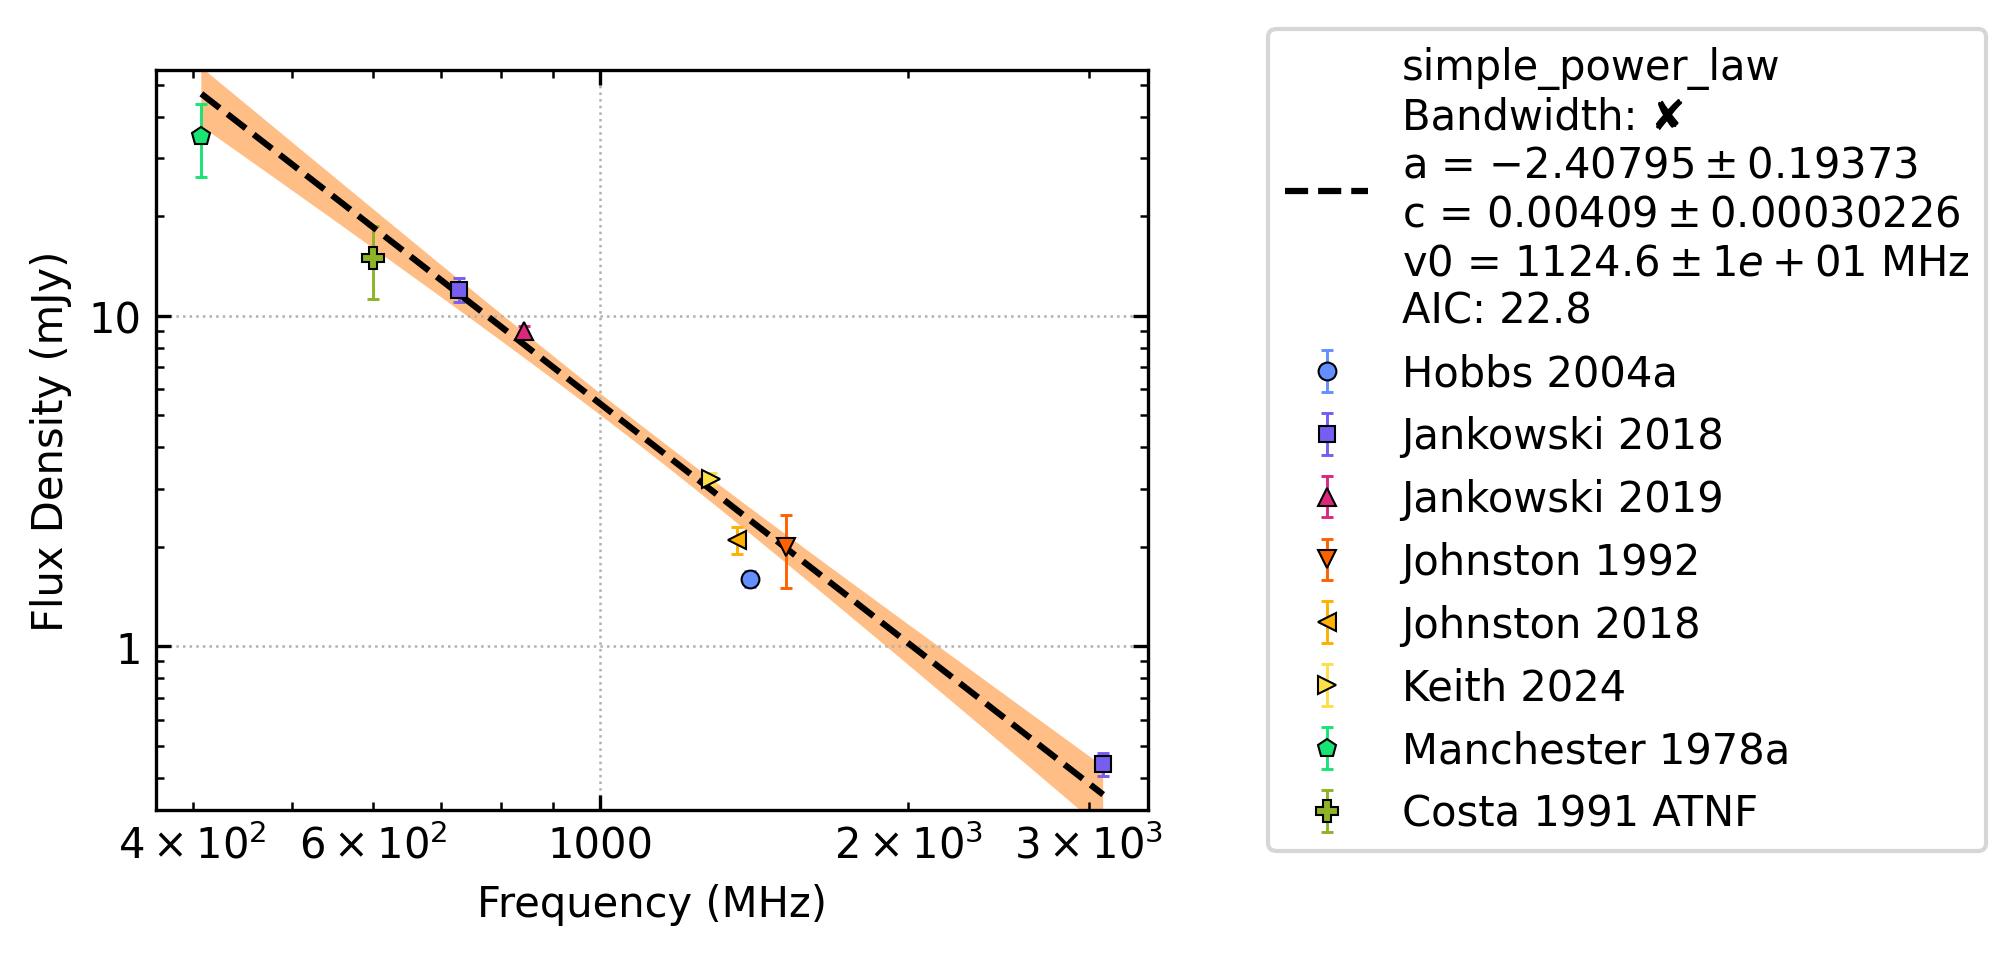 Flux Density (mJy)
10
1
4 × 10²
6 × 10²
1000
2 × 10³
3 × 10³
Frequency (MHz)
simple_power_law
Bandwidth: ✘
a = −2.40795 ± 0.19373
c = 0.00409 ± 0.00030226
v0 = 1124.6 ± 1e + 01 MHz
AIC: 22.8
Hobbs 2004a
Jankowski 2018
Jankowski 2019
Johnston 1992
Johnston 2018
Keith 2024
Manchester 1978a
Costa 1991 ATNF